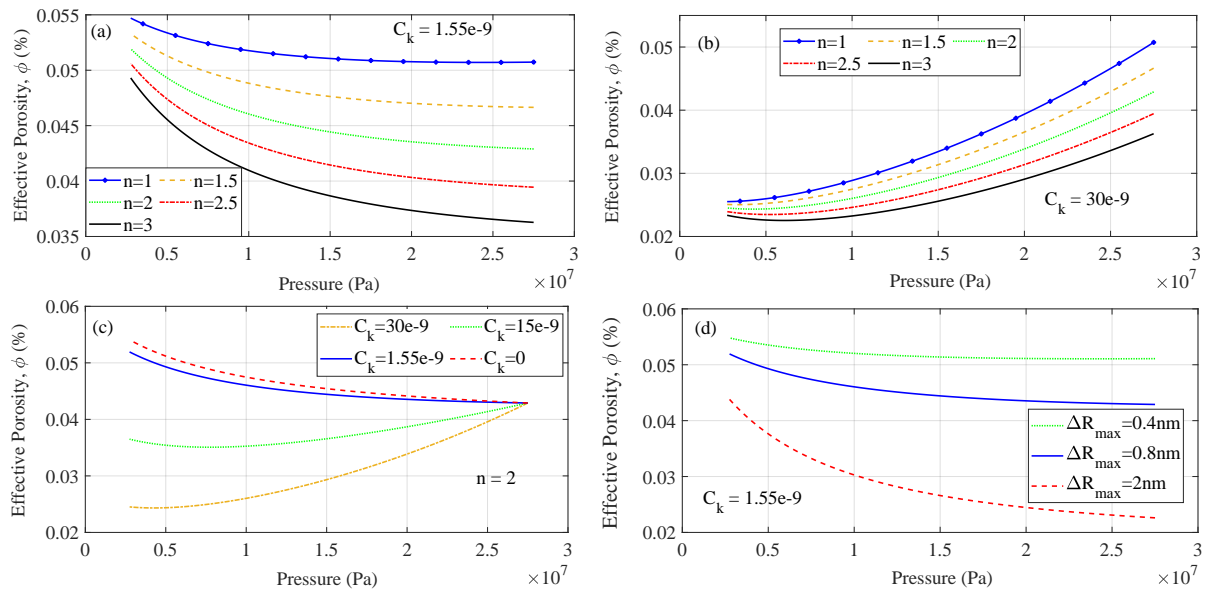 (a)
C_k = 1.55e-9
Effective Porosity, ϕ (%)
0.055
0.05
0.045
0.04
0.035
n=1 n=1.5
n=2 n=2.5
n=3
0 0.5 1 1.5 2 2.5 3
Pressure (Pa)
×10^7
(b)
n=1 n=1.5 n=2
n=2.5 n=3
Effective Porosity, ϕ (%)
0.05
0.04
0.03
0.02
C_k = 30e-9
0 0.5 1 1.5 2 2.5 3
Pressure (Pa)
×10^7
(c)
C_k=30e-9 C_k=15e-9
C_k=1.55e-9 C_k=0
Effective Porosity, ϕ (%)
0.06
0.05
0.04
0.03
0.02
n = 2
0 0.5 1 1.5 2 2.5 3
Pressure (Pa)
×10^7
(d)
Effective Porosity, ϕ (%)
0.06
0.05
0.04
0.03
0.02
ΔR_max=0.4nm
ΔR_max=0.8nm
ΔR_max=2nm
C_k = 1.55e-9
0 0.5 1 1.5 2 2.5 3
Pressure (Pa)
×10^7